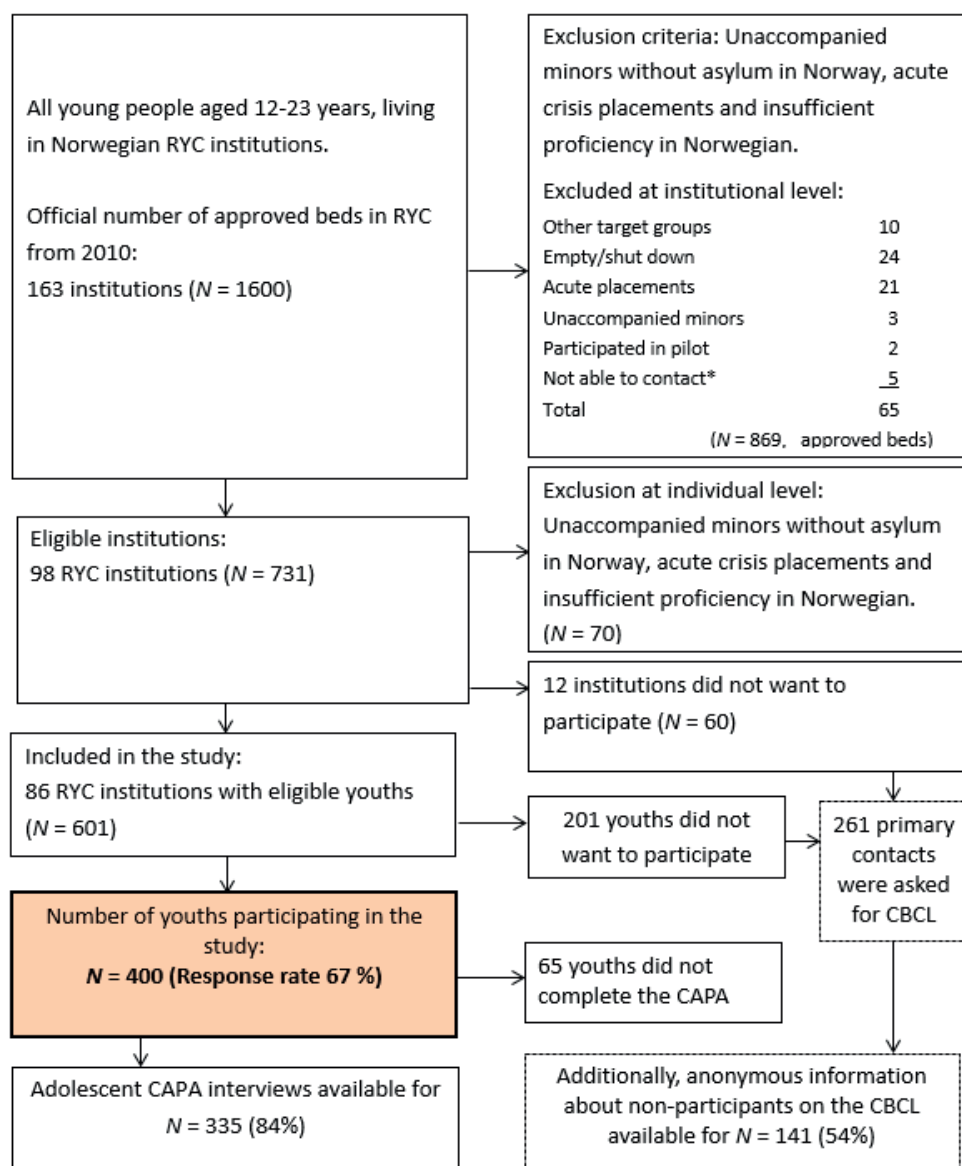 All young people aged 12-23 years, living
in Norwegian RYC institutions.
Official number of approved beds in RYC
from 2010:
163 institutions (N = 1600)
Exclusion criteria: Unaccompanied
minors without asylum in Norway, acute
crisis placements and insufficient
proficiency in Norwegian.
Excluded at institutional level:
Other target groups 10
Empty/shut down 24
Acute placements 21
Unaccompanied minors 3
Participated in pilot 2
Not able to contact* 5
Total 65
(N = 869, approved beds)
Eligible institutions:
98 RYC institutions (N = 731)
Exclusion at individual level:
Unaccompanied minors without asylum
in Norway, acute crisis placements and
insufficient proficiency in Norwegian.
(N = 70)
12 institutions did not want to
participate (N = 60)
Included in the study:
86 RYC institutions with eligible youths
(N = 601)
201 youths did not
want to participate
261 primary
contacts
were asked
for CBCL
Number of youths participating in the
study:
N = 400 (Response rate 67 %)
65 youths did not
complete the CAPA
Adolescent CAPA interviews available for
N = 335 (84%)
Additionally, anonymous information
about non-participants on the CBCL
available for N = 141 (54%)